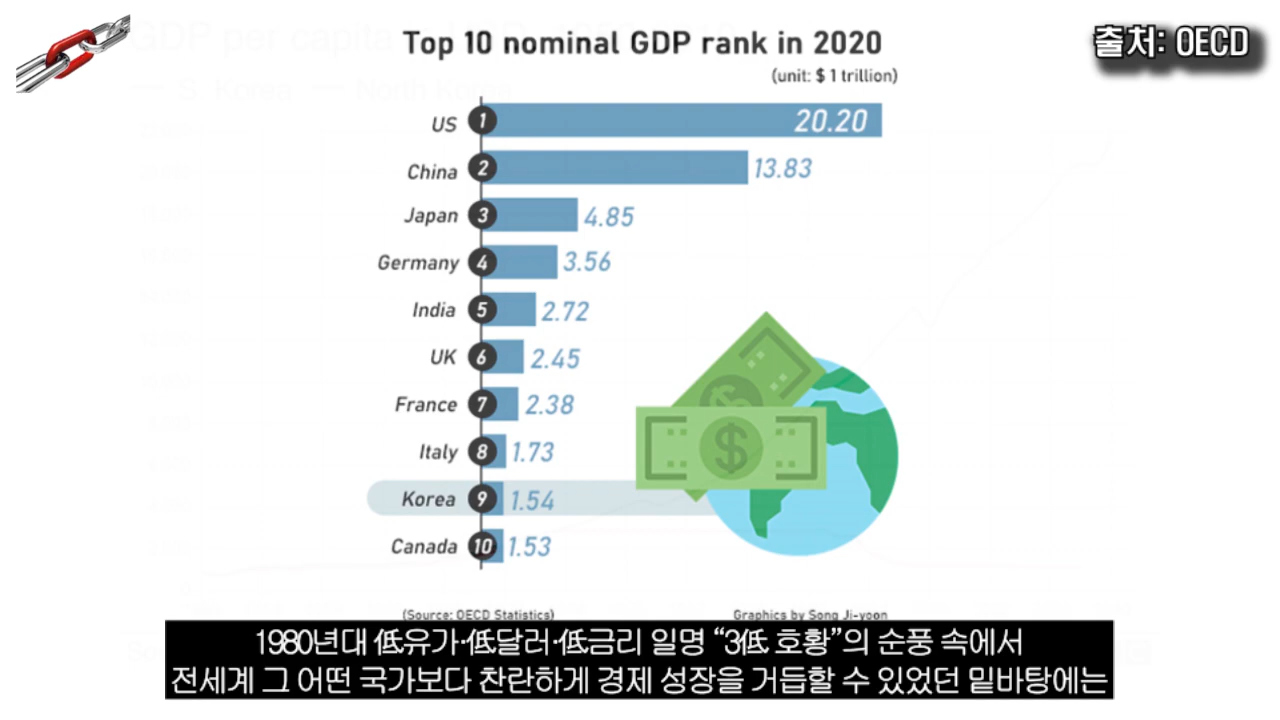 GDP per capita
Top 10 nominal GDP rank in 2020
출처: OECD
(unit: $ 1 trillion)
S. Korea North Korea
US 1 20.20
China 2 13.83
Japan 3 4.85
Germany 4 3.56
India 5 2.72
UK 6 2.45
France 7 2.38
Italy 8 1.73
Korea 9 1.54
Canada 10 1.53
(Source: OECD Statistics) Graphics by Song Ji-yoon
1980년대 低유가·低달러·低금리 일명 “3低 호황”의 순풍 속에서
전세계 그 어떤 국가보다 찬란하게 경제 성장을 거듭할 수 있었던 밑바탕에는